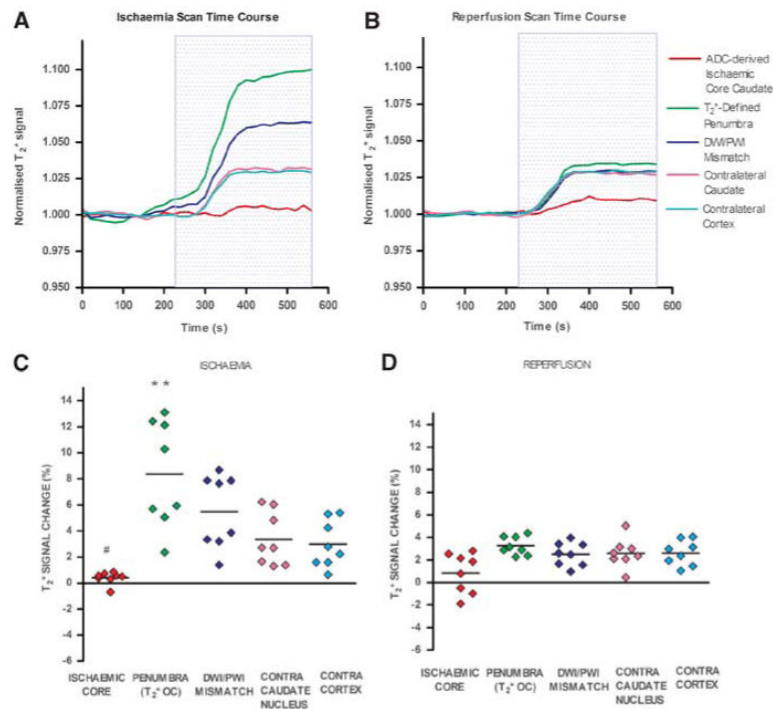 A
Ischaemia Scan Time Course
Normalised T2* signal
1.100
1.075
1.050
1.025
1.000
0.975
0.950
0 100 200 300 400 500 600
Time (s)
B
Reperfusion Scan Time Course
Normalised T2* signal
1.100
1.075
1.050
1.025
1.000
0.975
0.950
0 100 200 300 400 500 600
Time (s)
ADC-derived
Ischaemic
Core Caudate
T2*-Defined
Penumbra
DWI/PWI
Mismatch
Contralateral
Caudate
Contralateral
Cortex
C
ISCHAEMIA
T2* SIGNAL CHANGE (%)
14
12
10
8
6
4
2
0
-2
-4
-6
* *
#
ISCHAEMIC
CORE
PENUMBRA
(T2* OC)
DWI/PWI
MISMATCH
CONTRA
CAUDATE
NUCLEUS
CONTRA
CORTEX
D
REPERFUSION
T2* SIGNAL CHANGE (%)
14
12
10
8
6
4
2
0
-2
-4
-6
ISCHAEMIC
CORE
PENUMBRA
(T2* OC)
DWI/PWI
MISMATCH
CONTRA
CAUDATE
NUCLEUS
CONTRA
CORTEX